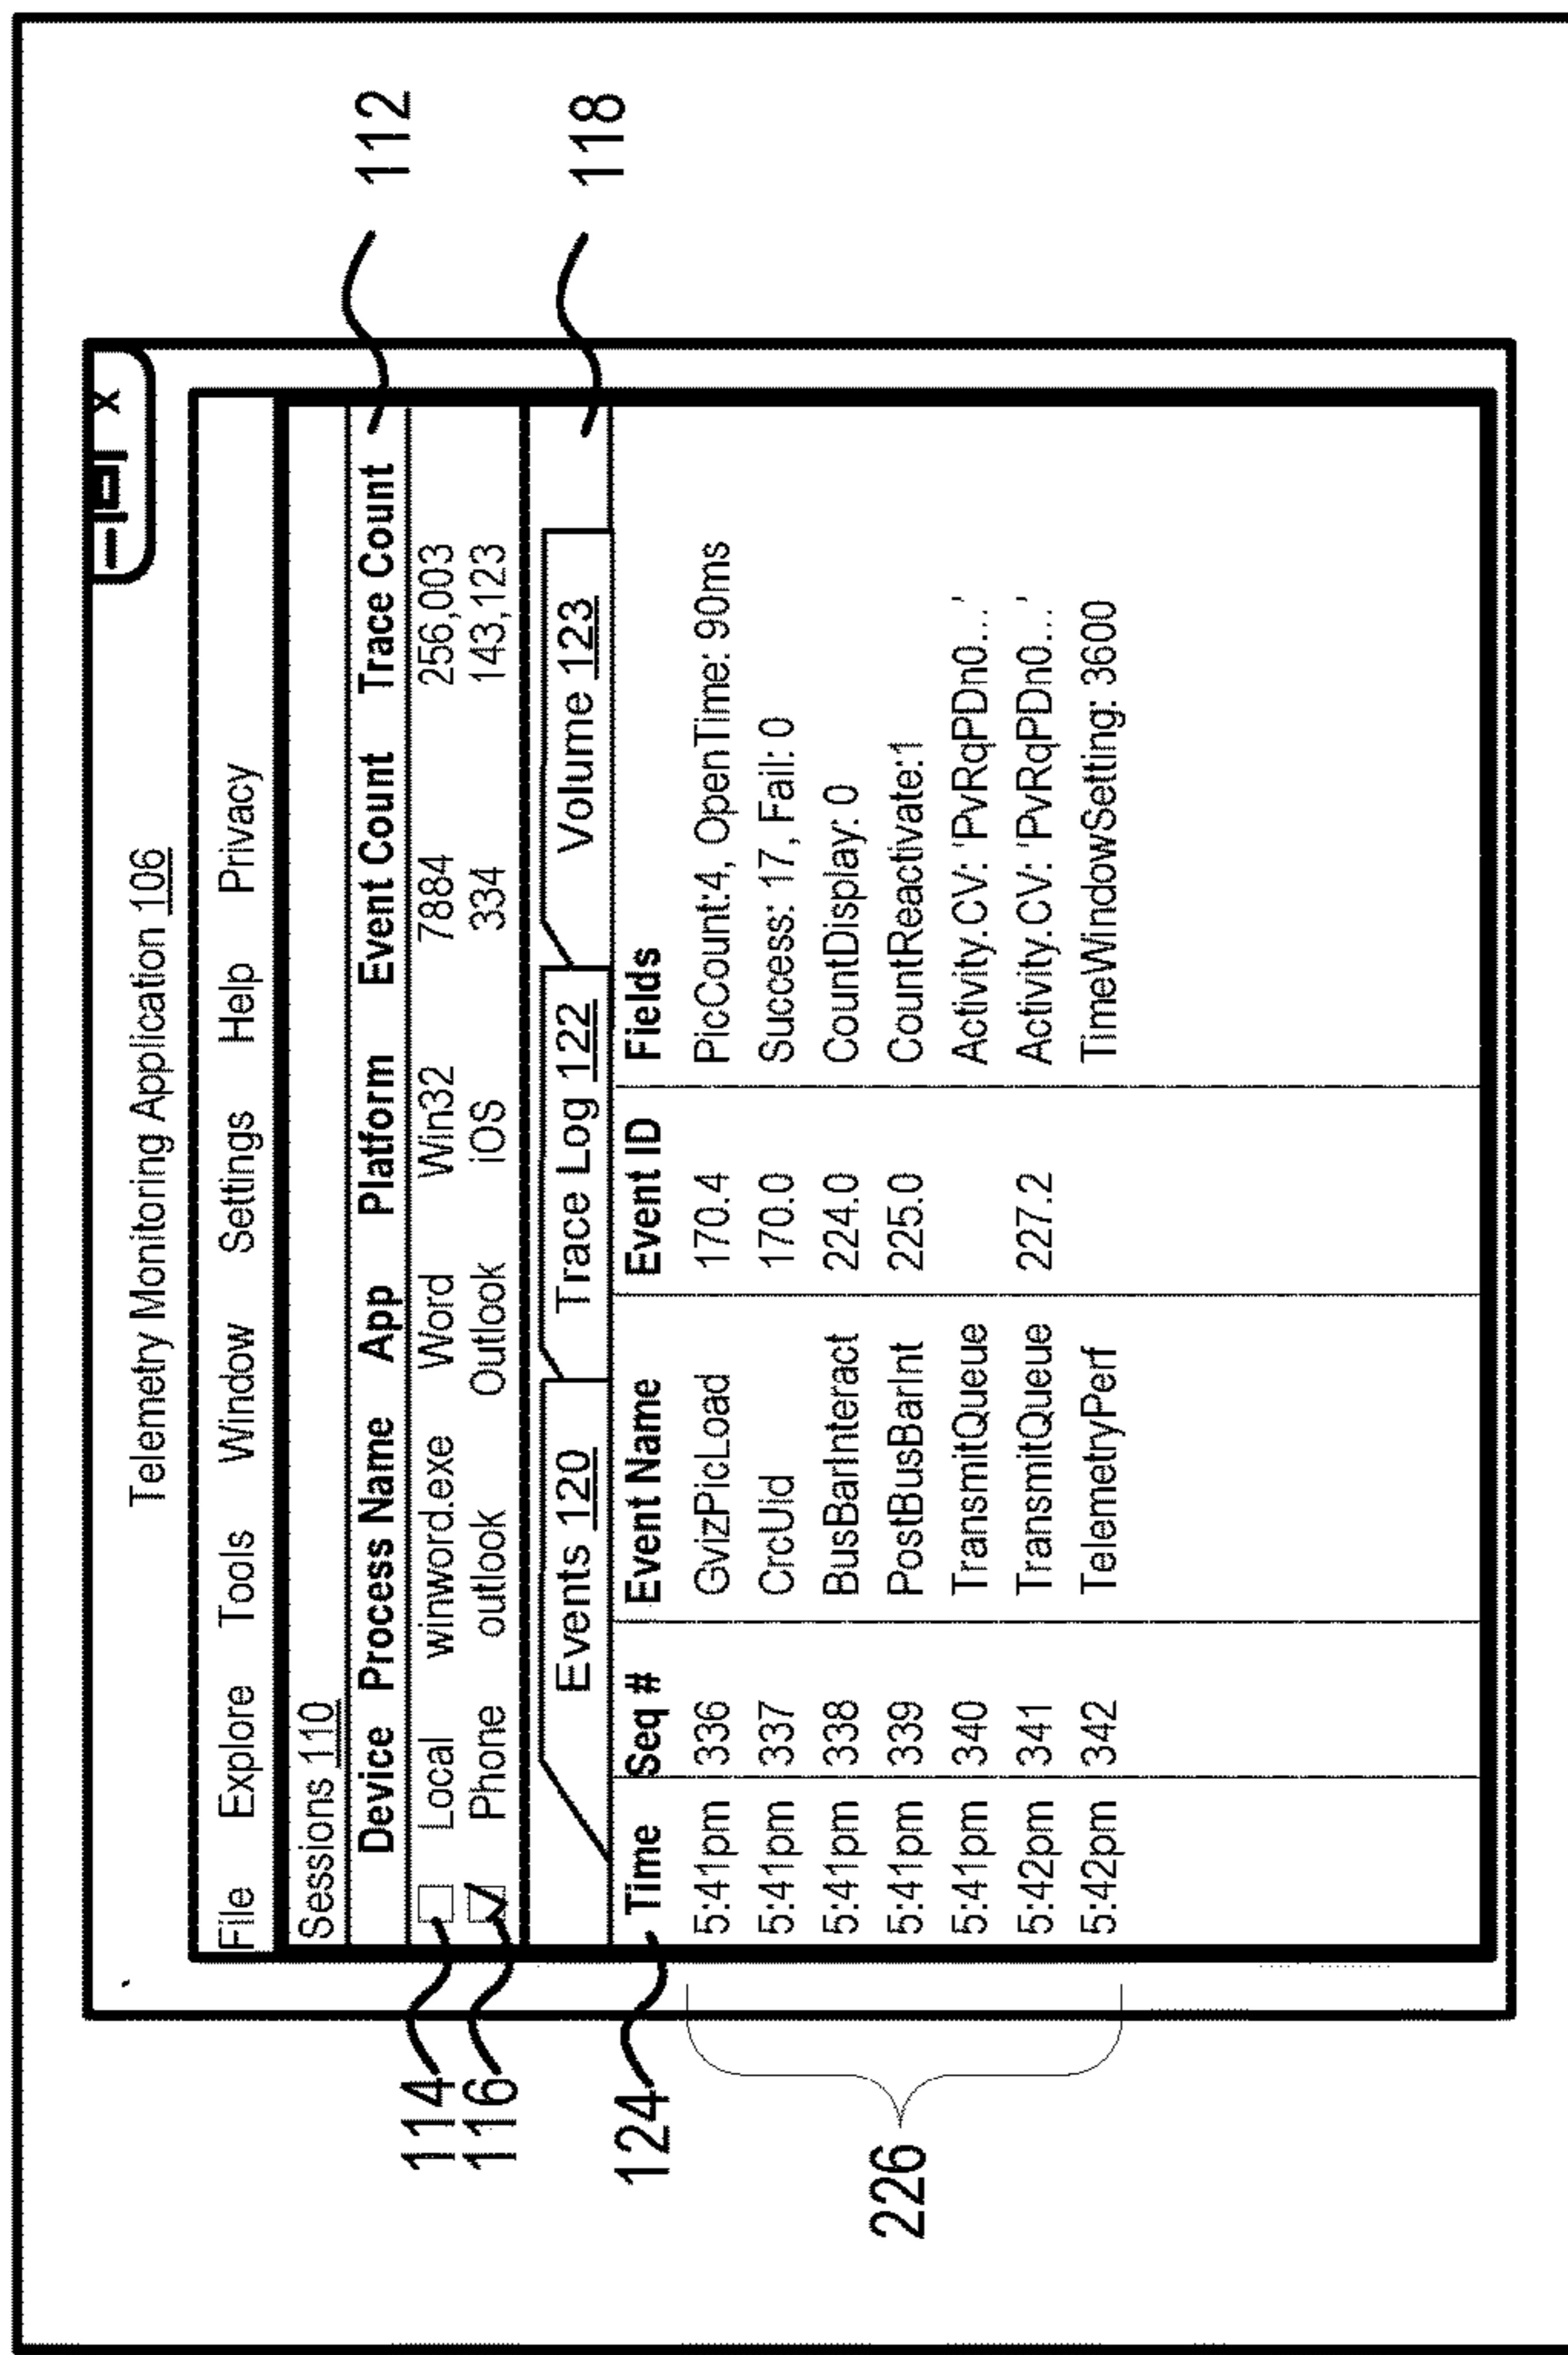 Telemetry Monitoring Application 106
X
File Explore Tools Window Settings Help Privacy
Sessions 110
Device Process Name App Platform Event Count Trace Count
112
114
Local winword.exe Word Win32 7884 256,003
116
Phone outlook Outlook iOS 334 143,123
Events 120 Trace Log 122 Volume 123
118
124
Time Seq # Event Name Event ID Fields
5:41pm 336 GvizPicLoad 170.4 PicCount:4, OpenTime: 90ms
5:41pm 337 CrcUid 170.0 Success: 17, Fail: 0
5:41pm 338 BusBarInteract 224.0 CountDisplay: 0
5:41pm 339 PostBusBarInt 225.0 CountReactivate:1
5:41pm 340 TransmitQueue Activity.CV: 'PvRqPDn0...'
5:42pm 341 TransmitQueue 227.2 Activity.CV: 'PvRqPDn0...'
5:42pm 342 TelemetryPerf TimeWindowSetting: 3600
226